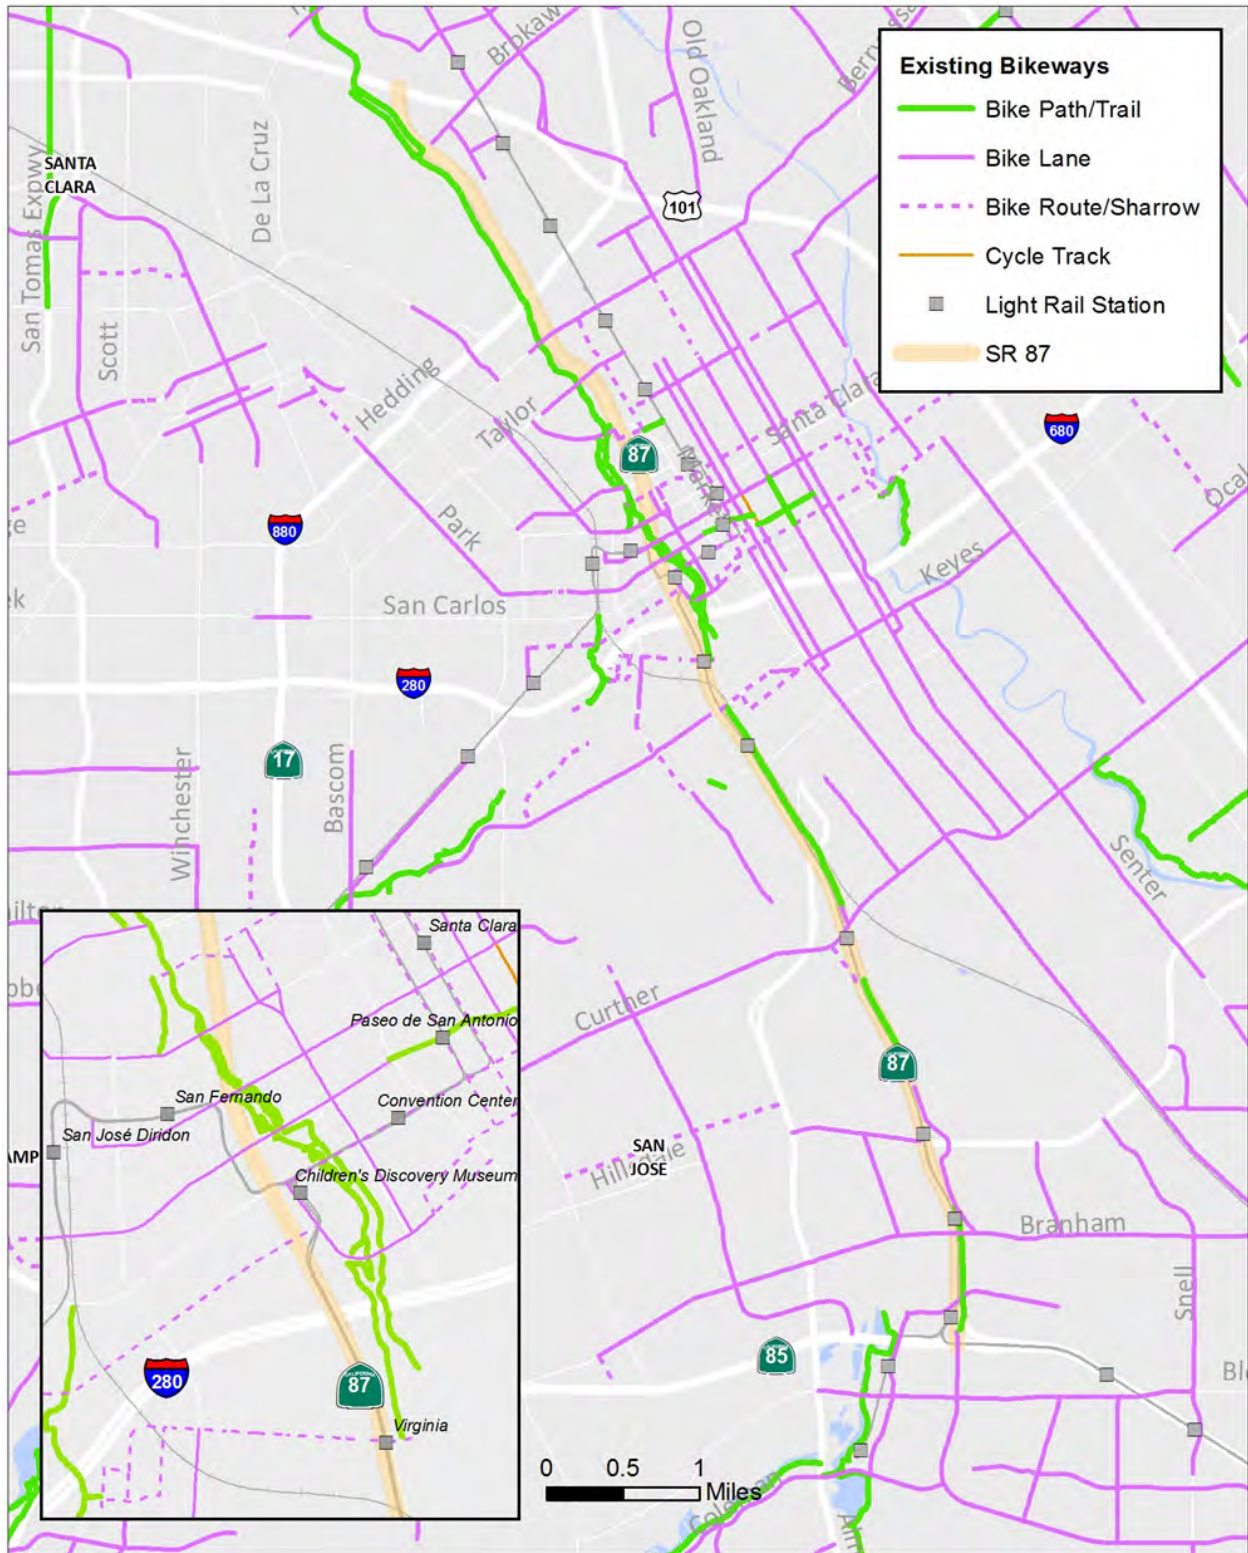 Existing Bikeways
Bike Path/Trail
Bike Lane
Bike Route/Sharrow
Cycle Track
Light Rail Station
SR 87
Brokaw
Old Oakland
SANTA
CLARA
San Tomas Expwy
De La Cruz
101
Scott
Hedding
Taylor
Santa Clara
680
87
Market
880
Park
Keyes
San Carlos
280
17
Winchester
Bascom
Senter
Curtner
87
SAN
JOSE
Hillsdale
Branham
Snell
85
Coleman
0 0.5 1
Miles
Santa Clara
Paseo de San Antonio
San Fernando
Convention Center
San José Diridon
Children's Discovery Museum
280
87
Virginia